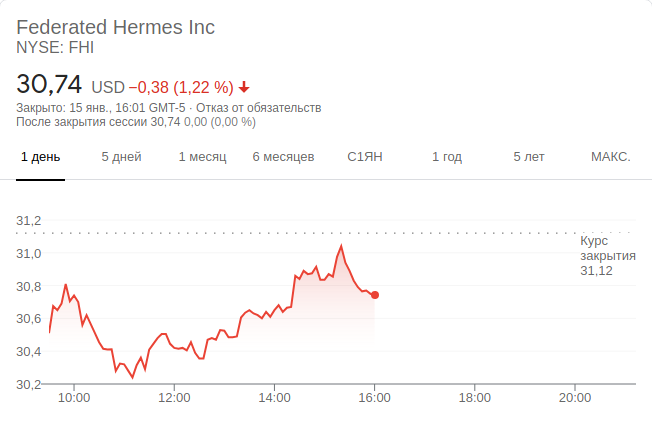 Federated Hermes Inc
NYSE: FHI
30,74 USD −0,38 (1,22 %)
Закрыто: 15 янв., 16:01 GMT-5 · Отказ от обязательств
После закрытия сессии 30,74 0,00 (0,00 %)
1 день 5 дней 1 месяц 6 месяцев С1ЯН 1 год 5 лет МАКС.
31,2
Курс
закрытия
31,12
31,0
30,8
30,6
30,4
30,2
10:00 12:00 14:00 16:00 18:00 20:00